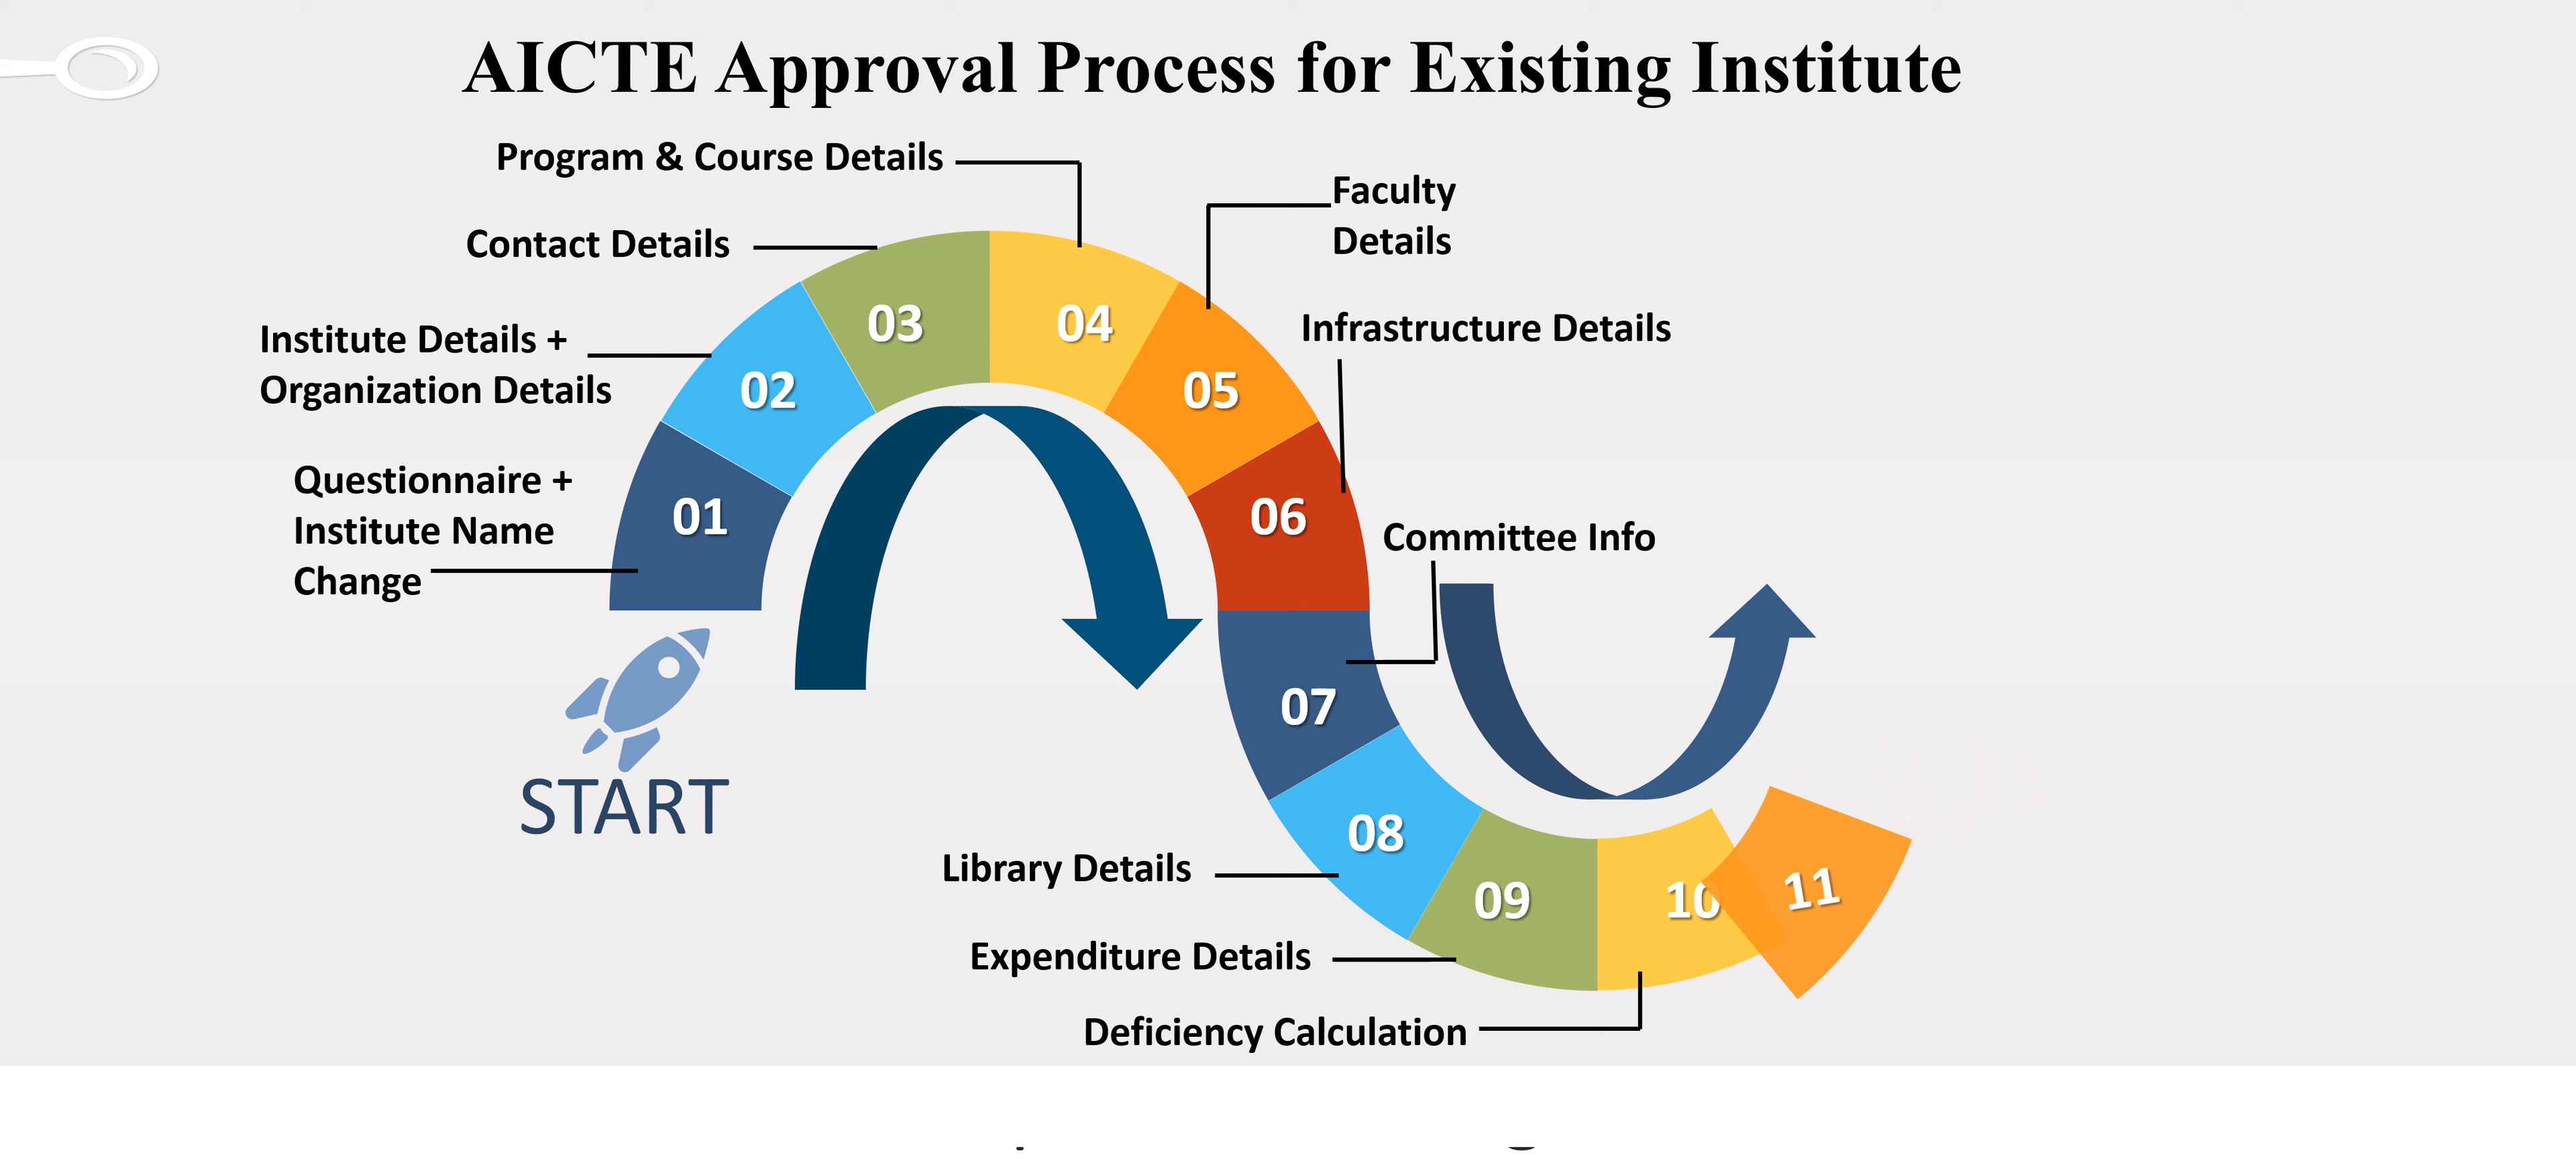 AICTE Approval Process for Existing Institute
Program & Course Details
Faculty
Details
Contact Details
Infrastructure Details
Institute Details +
Organization Details
Questionnaire +
Institute Name
Change
Committee Info
01
02
03
04
05
06
07
08
09
10
11
START
Library Details
Expenditure Details
Deficiency Calculation